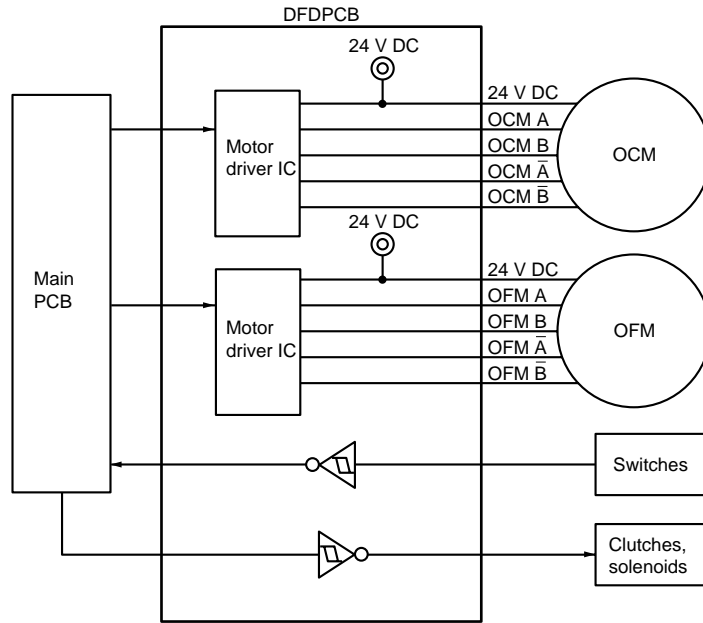 DFDPCB
24 V DC
24 V DC
OCM A
OCM B
OCM A̅
OCM B̅
Motor
driver IC
OCM
24 V DC
Main
PCB
24 V DC
OFM A
OFM B
OFM A̅
OFM B̅
Motor
driver IC
OFM
Switches
Clutches,
solenoids